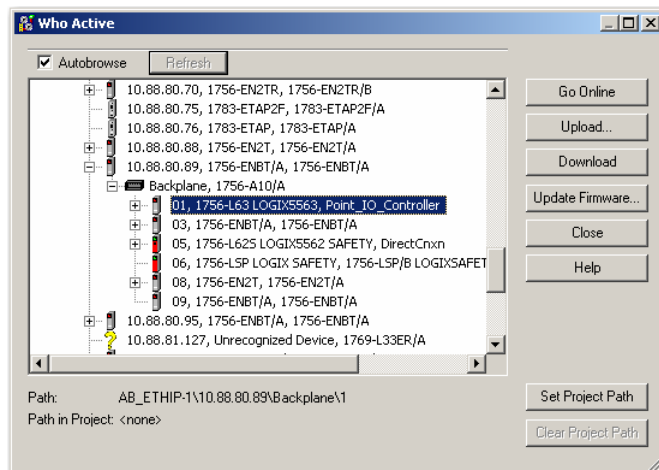 Who Active
Autobrowse
Refresh
10.88.80.70, 1756-EN2TR, 1756-EN2TR/B
10.88.80.75, 1783-ETAP2F, 1783-ETAP2F/A
10.88.80.76, 1783-ETAP, 1783-ETAP/A
10.88.80.88, 1756-EN2T, 1756-EN2T/A
10.88.80.89, 1756-ENBT/A, 1756-ENBT/A
Backplane, 1756-A10/A
01, 1756-L63 LOGIX5563, Point_IO_Controller
03, 1756-ENBT/A, 1756-ENBT/A
05, 1756-L62S LOGIX5562 SAFETY, DirectCnxn
06, 1756-LSP LOGIX SAFETY, 1756-LSP/B LOGIXSAFET
08, 1756-EN2T, 1756-EN2T/A
09, 1756-ENBT/A, 1756-ENBT/A
10.88.80.95, 1756-ENBT/A, 1756-ENBT/A
10.88.81.127, Unrecognized Device, 1769-L33ER/A
Go Online
Upload...
Download
Update Firmware...
Close
Help
Path: AB_ETHIP-1\10.88.80.89\Backplane\1
Path in Project: <none>
Set Project Path
Clear Project Path